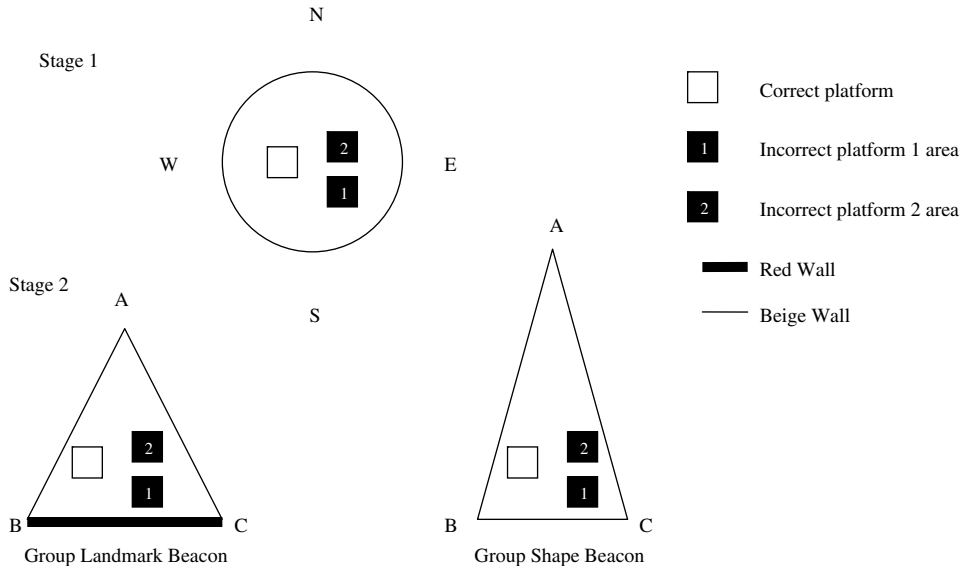 N
Stage 1
W
2
1
E
S
Correct platform
1 Incorrect platform 1 area
2 Incorrect platform 2 area
Red Wall
Beige Wall
Stage 2
A
2
1
B
C
Group Landmark Beacon
A
2
1
B
C
Group Shape Beacon